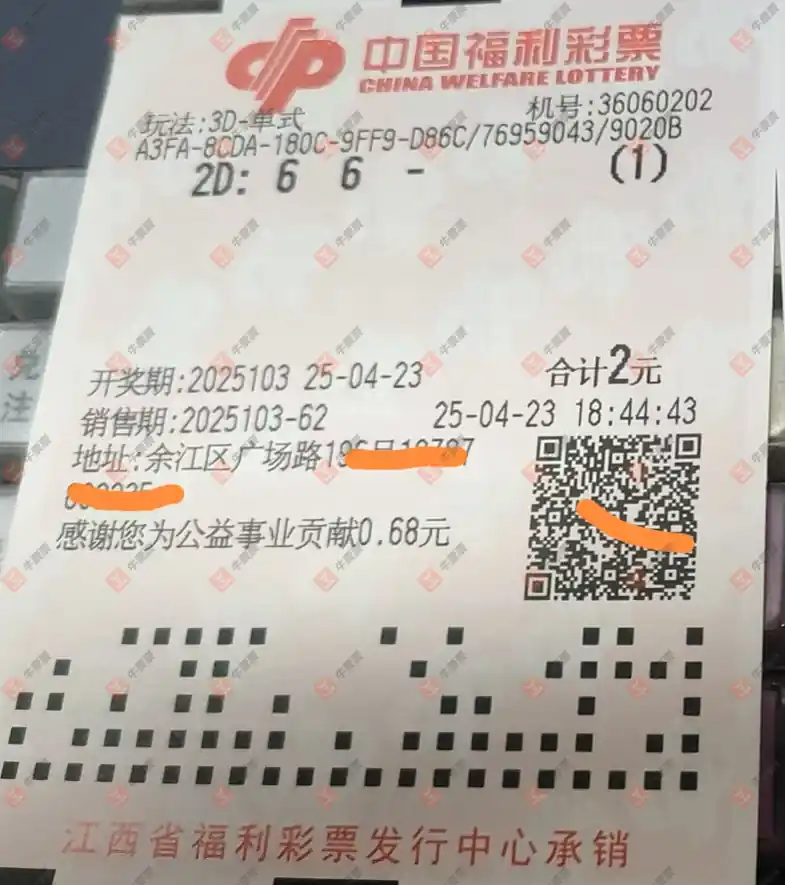 中国福利彩票
CHINA WELFARE LOTTERY
玩法:3D-单式 机号:36060202
A3FA-8CDA-180C-9FF9-D86C/76959043/9020B
2D: 6 6 - (1)
开奖期:2025103 25-04-23 合计2元
销售期:2025103-62 25-04-23 18:44:43
地址:余江区广场路
感谢您为公益事业贡献0.68元
江西省福利彩票发行中心承销